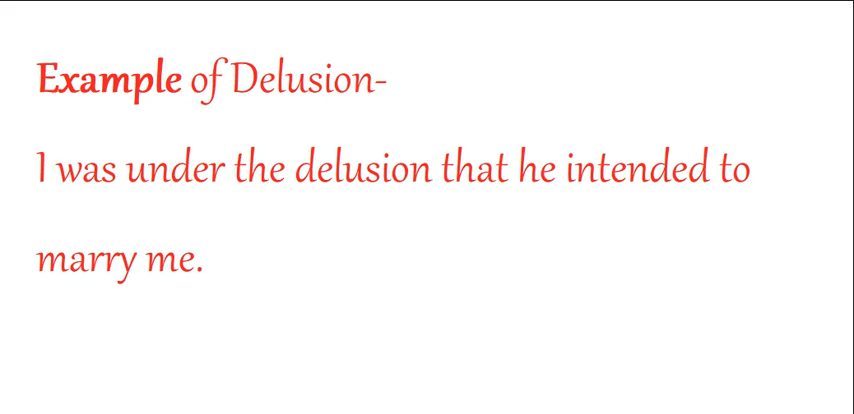 Example of Delusion-
I was under the delusion that he intended to
marry me.